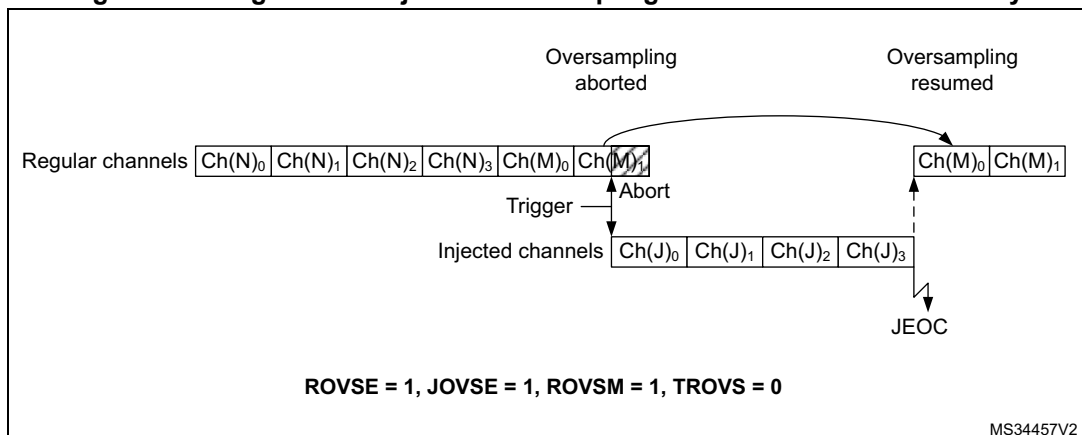 Oversampling
aborted
Oversampling
resumed
Regular channels Ch(N)0 Ch(N)1 Ch(N)2 Ch(N)3 Ch(M)0 Ch(M)1 Ch(M)0 Ch(M)1
Abort
Trigger
Injected channels Ch(J)0 Ch(J)1 Ch(J)2 Ch(J)3
JEOC
ROVSE = 1, JOVSE = 1, ROVSM = 1, TROVS = 0
MS34457V2